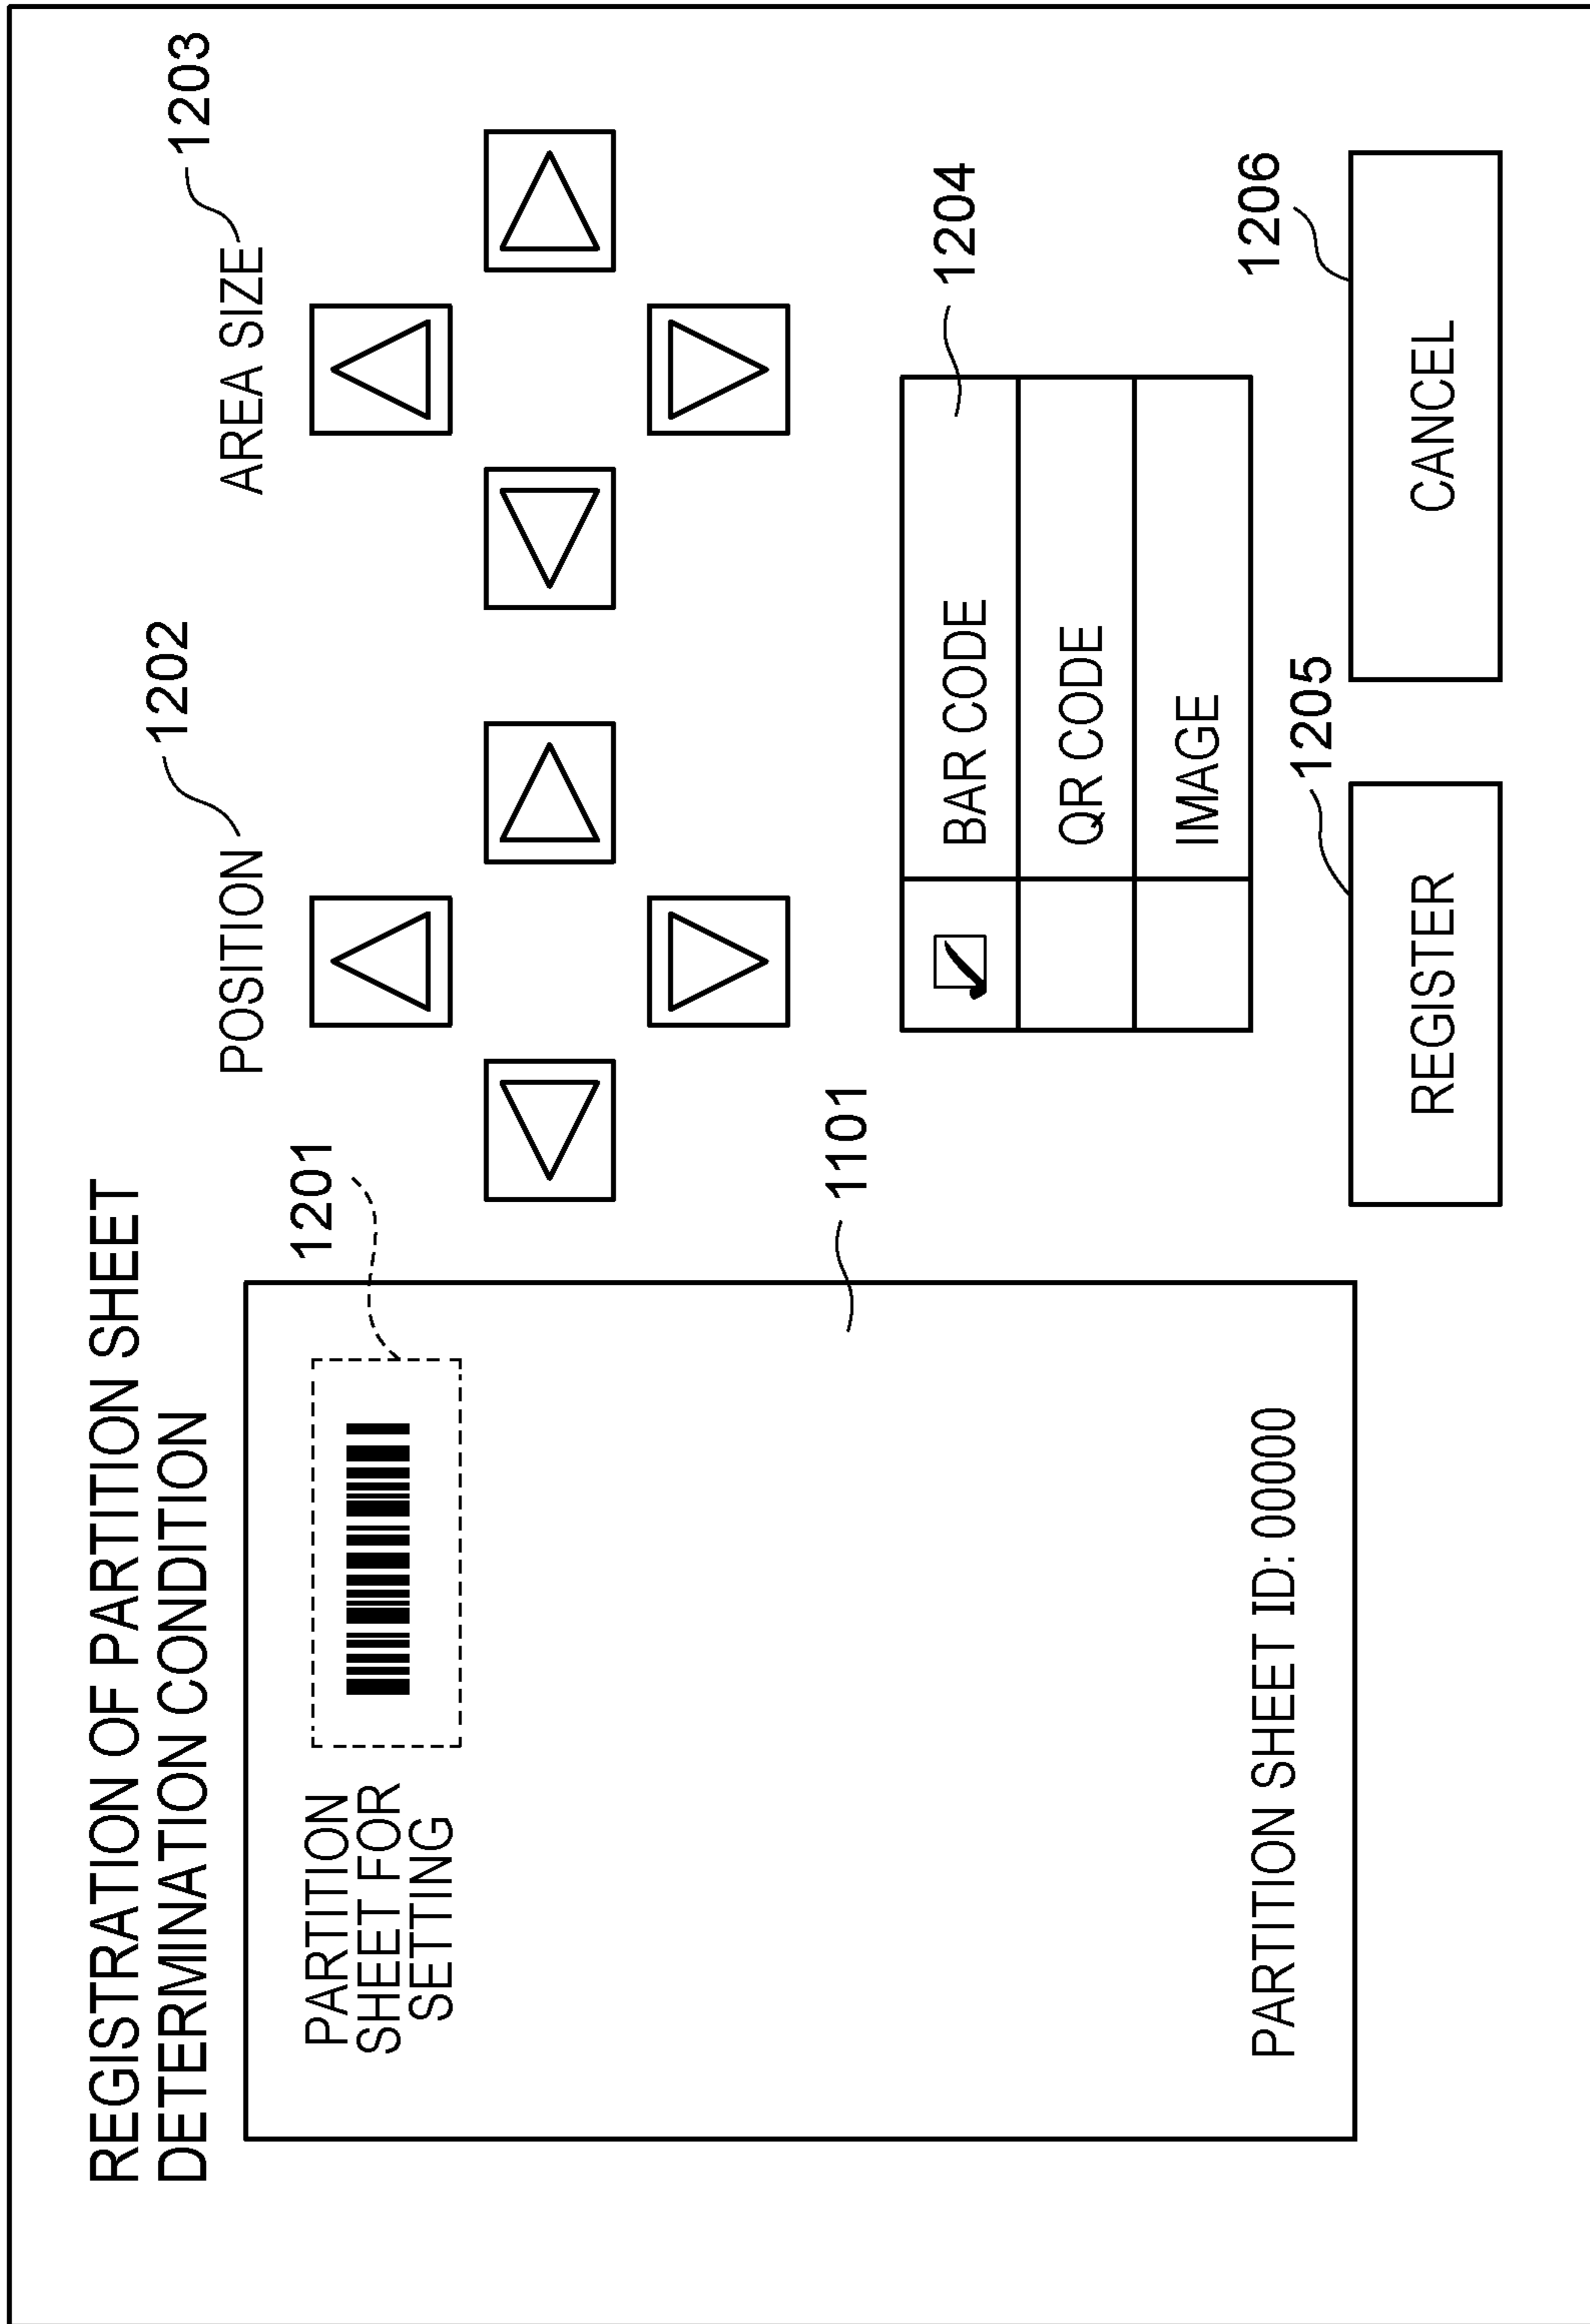 REGISTRATION OF PARTITION SHEET
DETERMINATION CONDITION
PARTITION
SHEET FOR
SETTING
1201
1101
PARTITION SHEET ID: 00000
POSITION
1202
AREA SIZE
1203
BAR CODE
QR CODE
IMAGE
1204
REGISTER
1205
CANCEL
1206